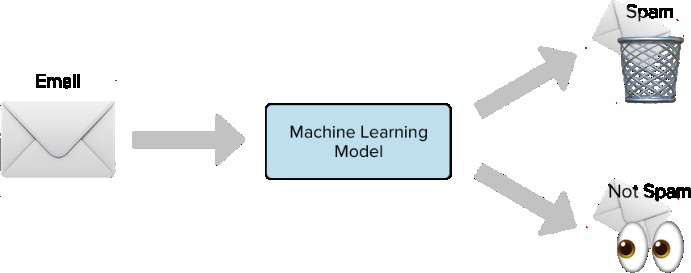 Spam
Email
Machine Learning
Model
Not Spam